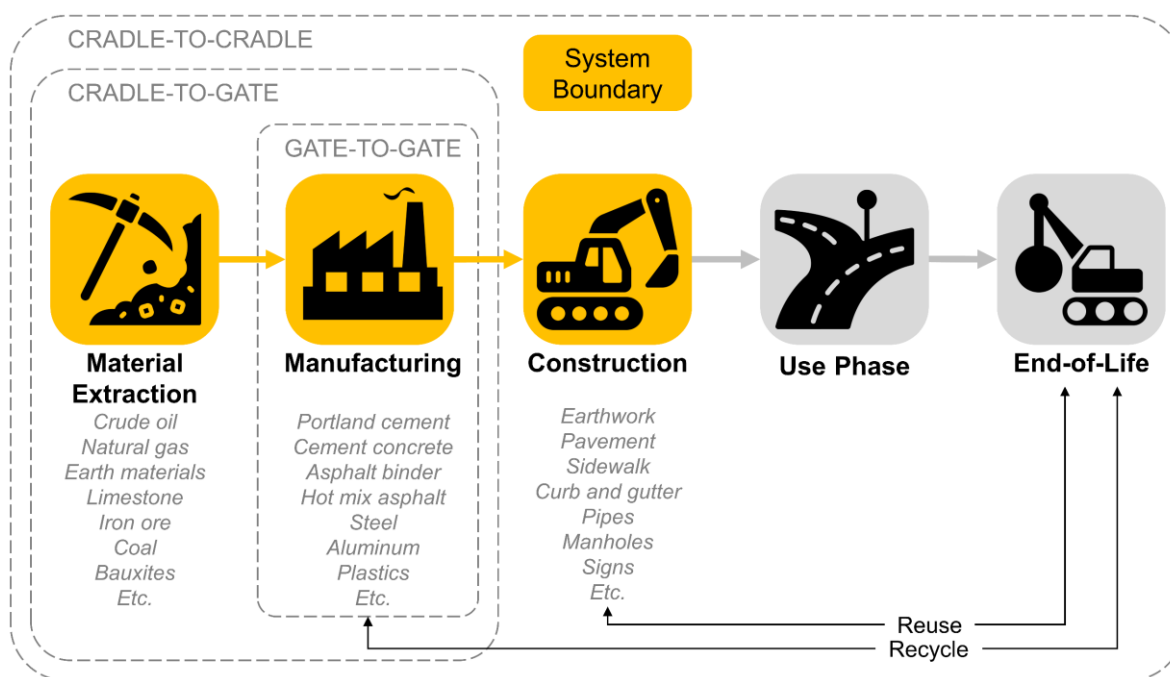 CRADLE-TO-CRADLE
CRADLE-TO-GATE
GATE-TO-GATE
System
Boundary
Material
Extraction
Crude oil
Natural gas
Earth materials
Limestone
Iron ore
Coal
Bauxites
Etc.
Manufacturing
Portland cement
Cement concrete
Asphalt binder
Hot mix asphalt
Steel
Aluminum
Plastics
Etc.
Construction
Earthwork
Pavement
Sidewalk
Curb and gutter
Pipes
Manholes
Signs
Etc.
Use Phase
End-of-Life
Reuse
Recycle